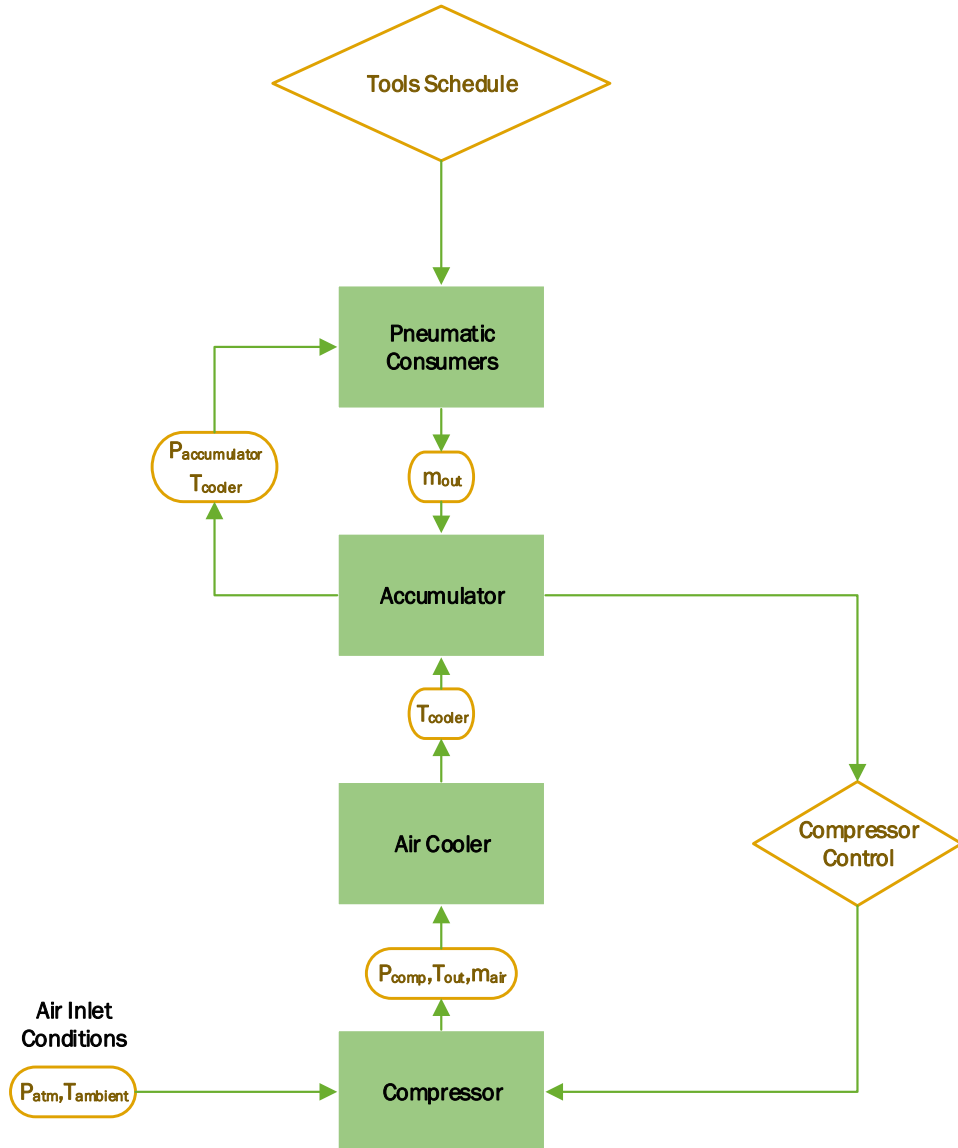 Tools Schedule
Pneumatic
Consumers
Paccumulator
Tcooler
mout
Accumulator
Tcooler
Air Cooler
Compressor
Control
Pcomp,Tout,mair
Air Inlet
Conditions
Patm,Tambient
Compressor